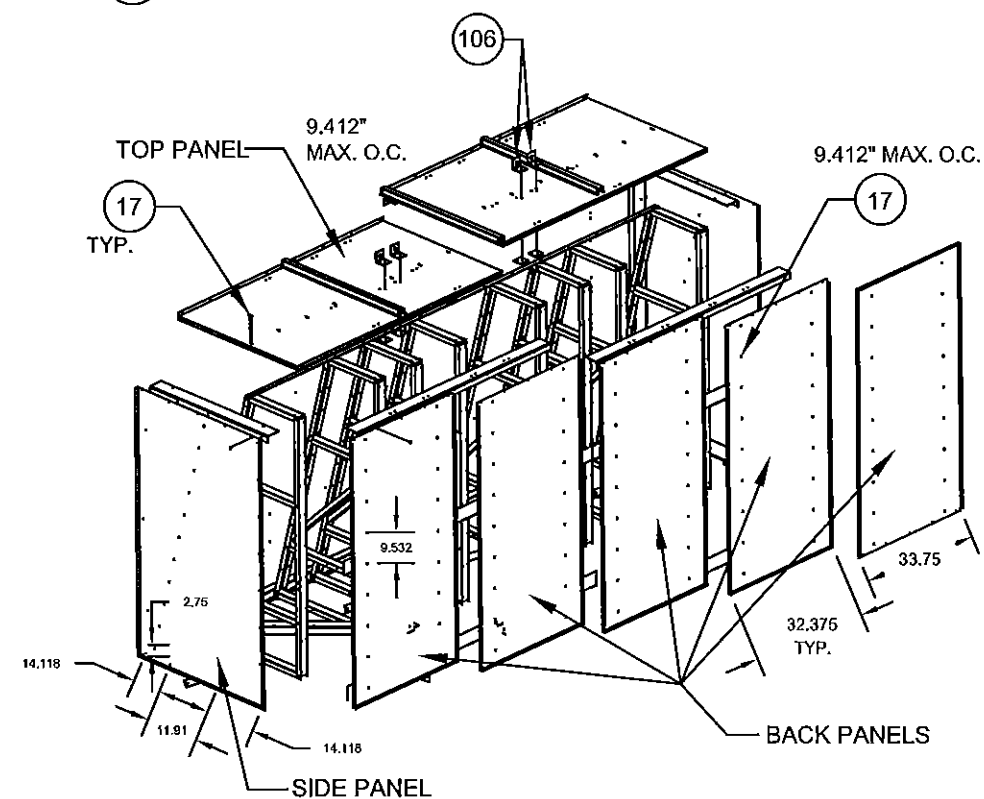 106
9.412"
MAX. O.C.
TOP PANEL
9.412" MAX. O.C.
17
TYP.
17
9.532
2.75
33.75
32.375
TYP.
14.118
11.91
14.118
BACK PANELS
SIDE PANEL